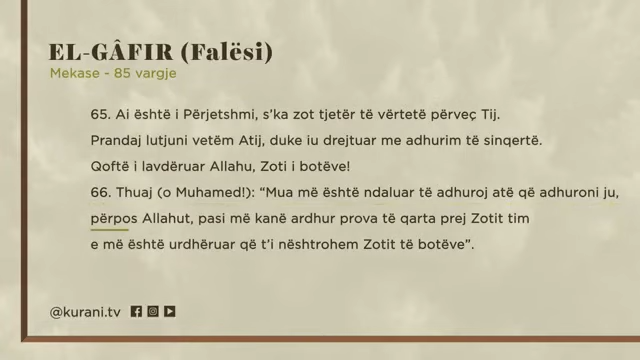 EL-GÂFIR (Falësi)
Mekase - 85 vargje
65. Ai është i Përjetshmi, s’ka zot tjetër të vërtetë përveç Tij.
Prandaj lutjuni vetëm Atij, duke iu drejtuar me adhurim të sinqertë.
Qoftë i lavdëruar Allahu, Zoti i botëve!
66. Thuaj (o Muhamed!): “Mua më është ndaluar të adhuroj atë që adhuroni ju,
përpos Allahut, pasi më kanë ardhur prova të qarta prej Zotit tim
e më është urdhëruar që t’i nështrohem Zotit të botëve”.
@kurani.tv